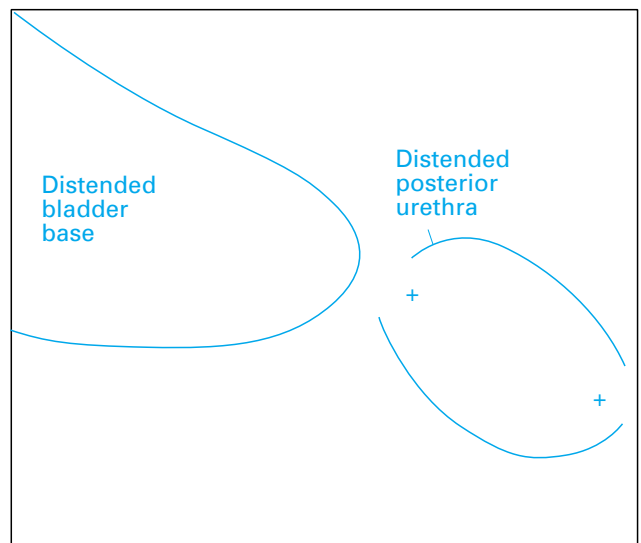 Distended
bladder
base
Distended
posterior
urethra
+
+